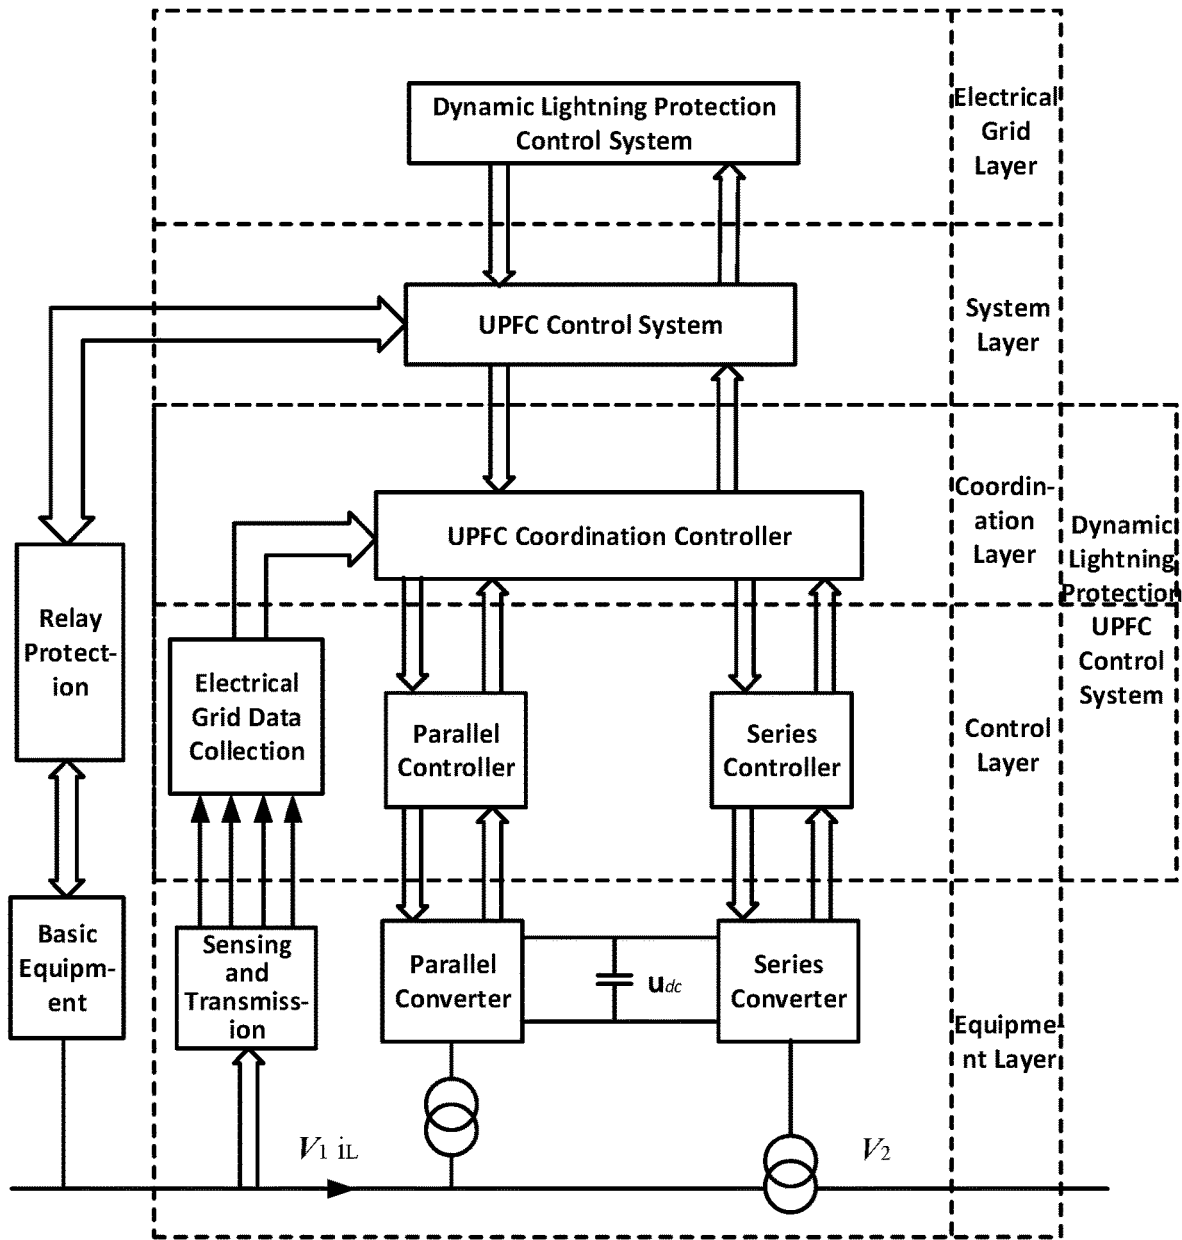 Dynamic Lightning Protection
Control System
Electrical
Grid
Layer
UPFC Control System
System
Layer
UPFC Coordination Controller
Coordin-
ation
Layer
Dynamic
Lightning
Protection
UPFC
Control
System
Relay
Protect-
ion
Electrical
Grid Data
Collection
Parallel
Controller
Series
Controller
Control
Layer
Basic
Equipm-
ent
Sensing
and
Transmiss-
ion
Parallel
Converter
udc
Series
Converter
Equipme-
nt Layer
V1 iL
V2